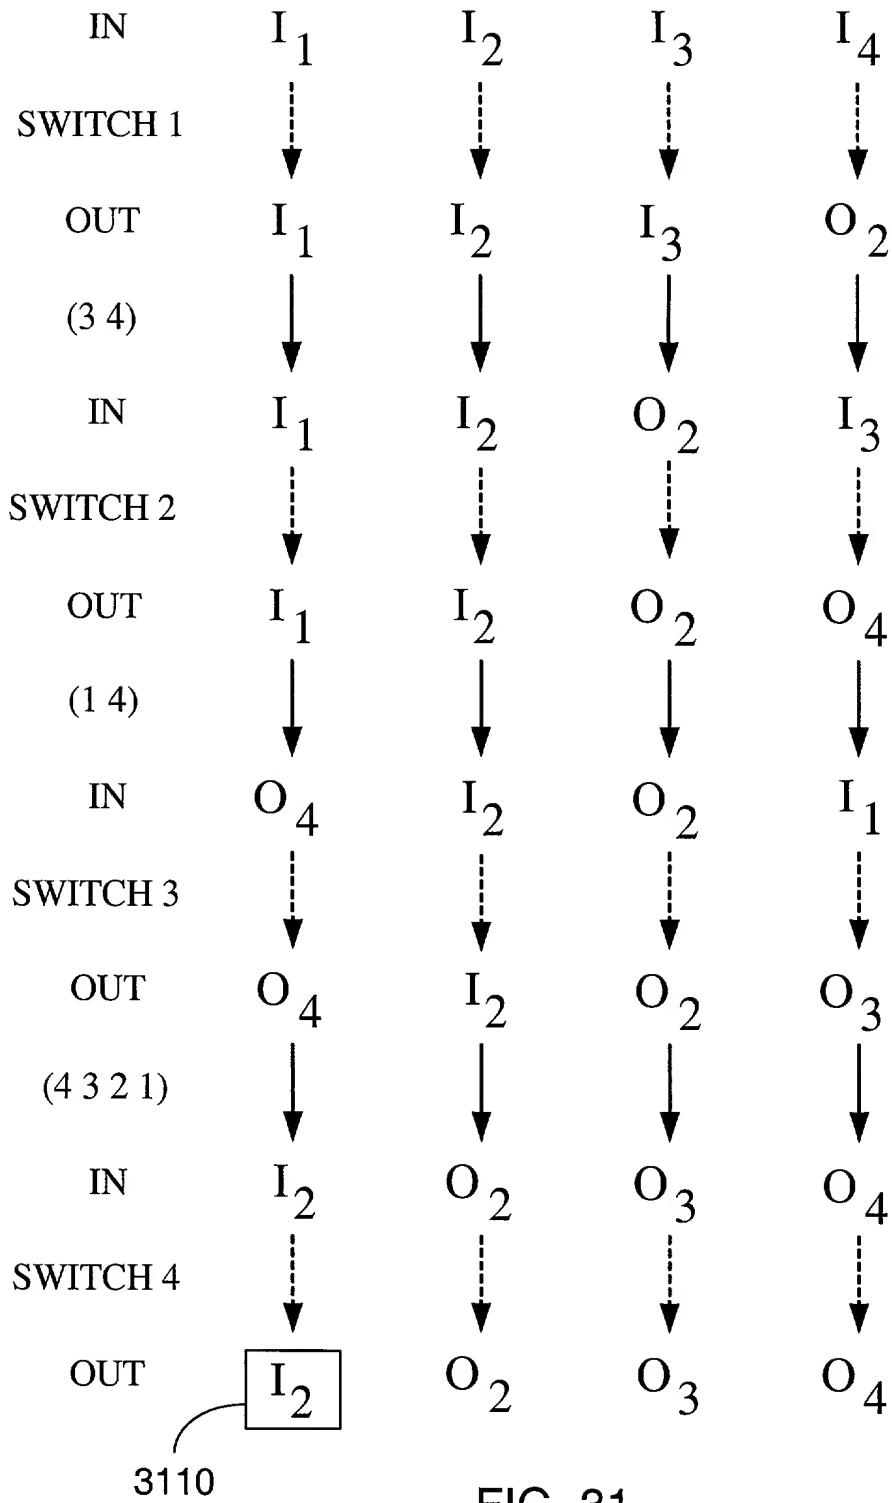 IN I₁ I₂ I₃ I₄
SWITCH 1
OUT I₁ I₂ I₃ O₂
(3 4)
IN I₁ I₂ O₂ I₃
SWITCH 2
OUT I₁ I₂ O₂ O₄
(1 4)
IN O₄ I₂ O₂ I₁
SWITCH 3
OUT O₄ I₂ O₂ O₃
(4 3 2 1)
IN I₂ O₂ O₃ O₄
SWITCH 4
OUT I₂ O₂ O₃ O₄
3110
FIG. 31